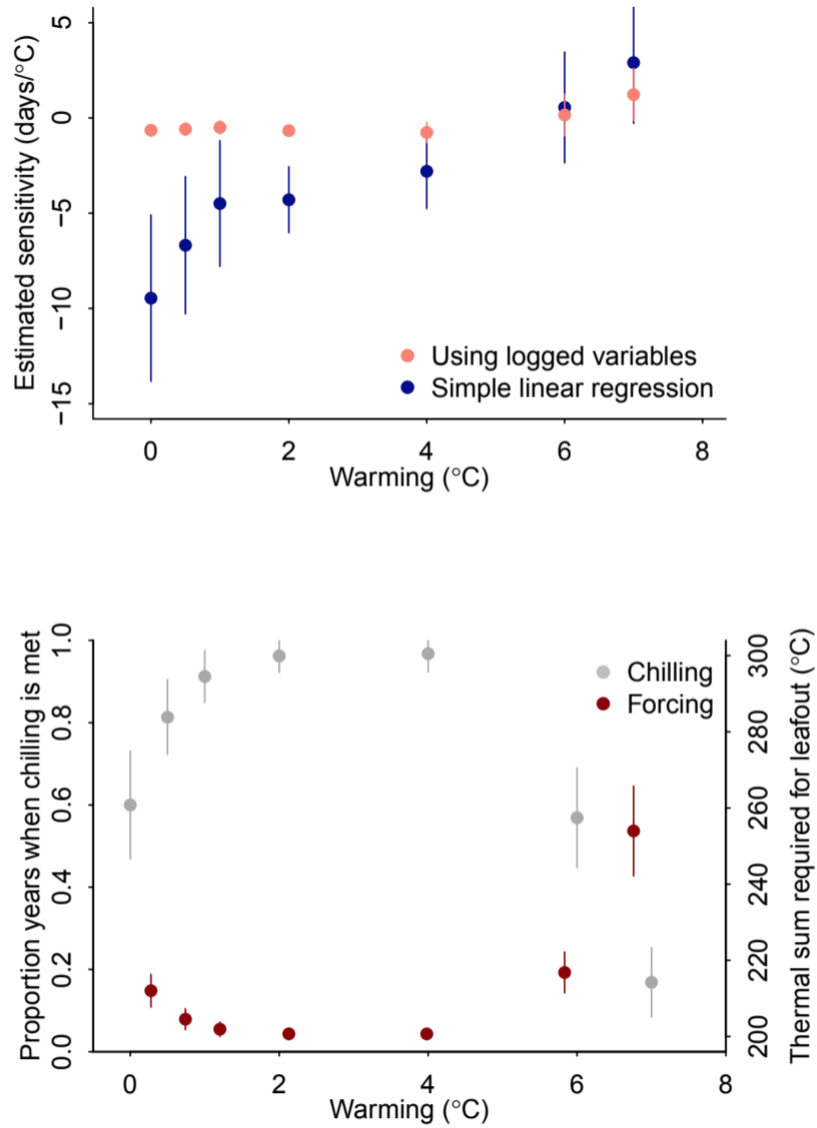 Estimated sensitivity (days/°C)
5
0
−5
−10
−15
Using logged variables
Simple linear regression
0 2 4 6 8
Warming (°C)
Proportion years when chilling is met
1.0
0.8
0.6
0.4
0.2
0.0
Chilling
Forcing
Thermal sum required for leafout (°C)
300
280
260
240
220
200
0 2 4 6 8
Warming (°C)